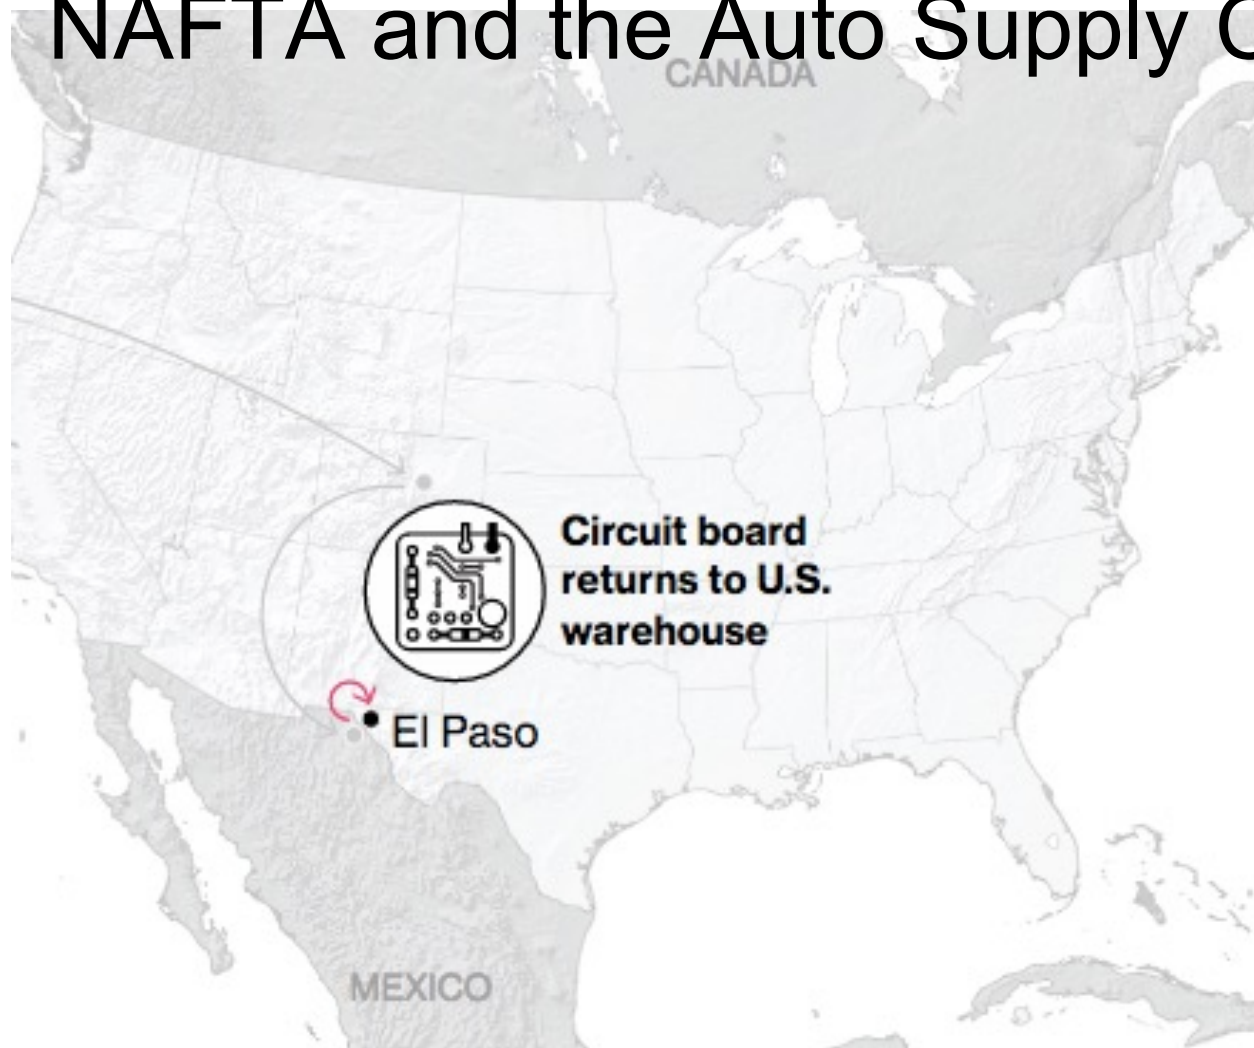 NAFTA and the Auto Supply C
CANADA
Circuit board
returns to U.S.
warehouse
El Paso
MEXICO